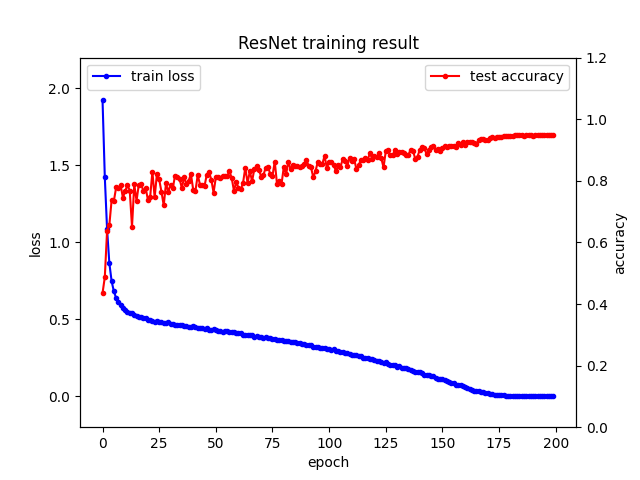 ResNet training result
train loss
test accuracy
2.0
1.5
1.0
0.5
0.0
loss
1.2
1.0
0.8
0.6
0.4
0.2
0.0
accuracy
0 25 50 75 100 125 150 175 200
epoch